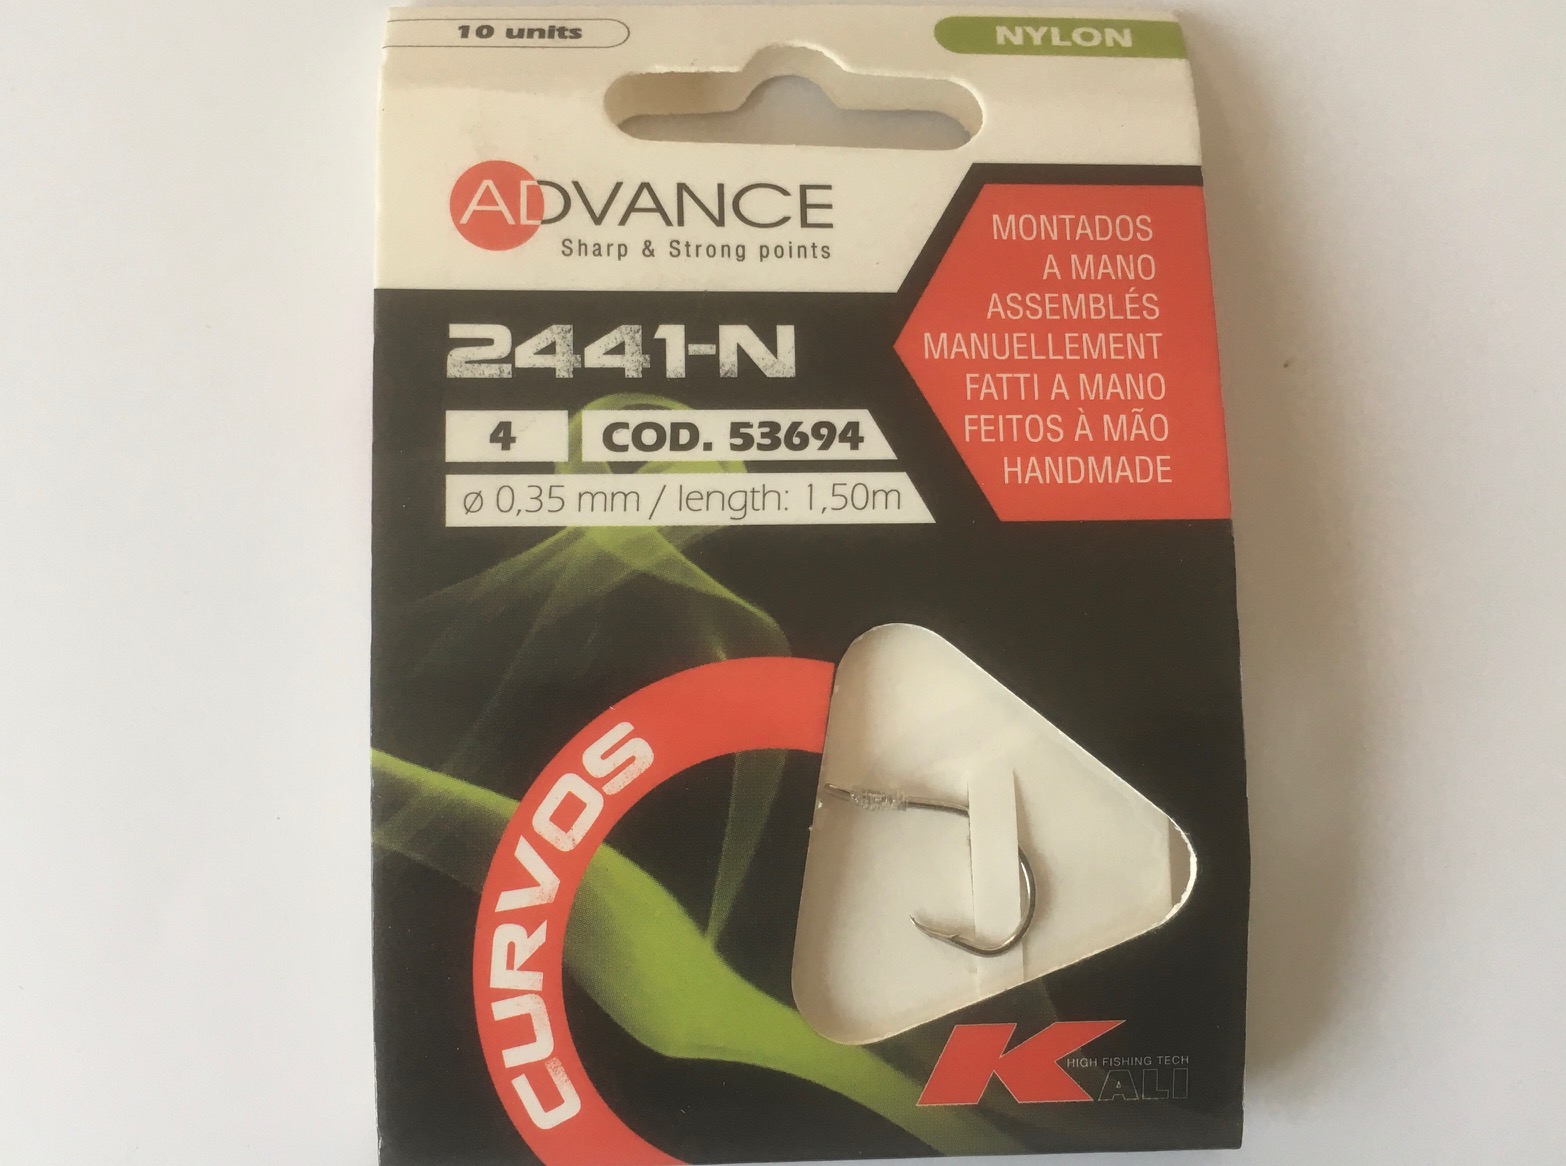 10 units
NYLON
ADVANCE
Sharp & Strong points
MONTADOS
A MANO
ASSEMBLÉS
MANUELLEMENT
FATTI A MANO
FEITOS À MÃO
HANDMADE
2441-N
4
COD. 53694
ø 0,35 mm / length: 1,50m
CURVOS
HIGH FISHING TECH
KALI